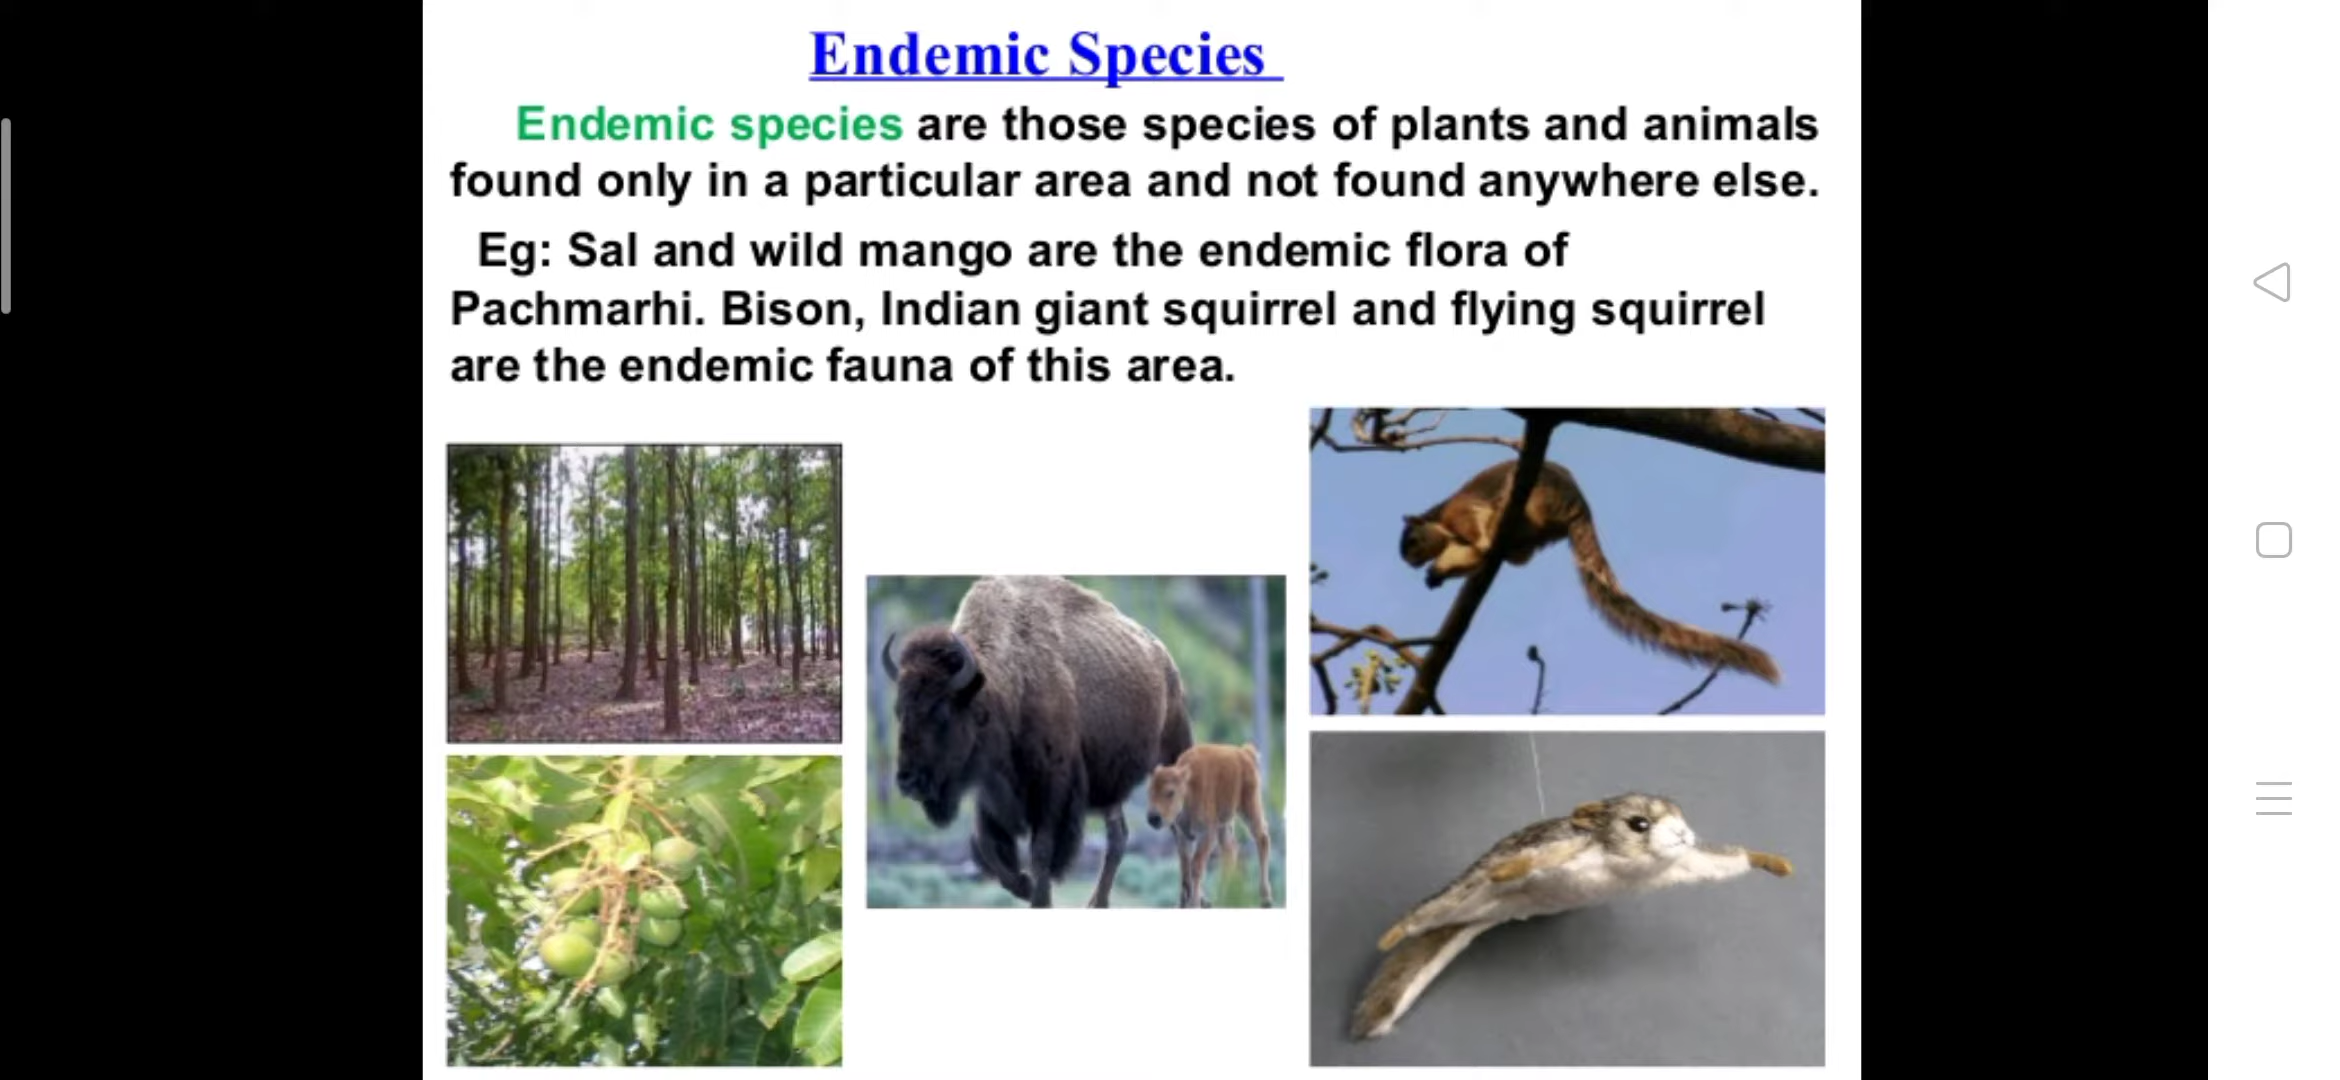 Endemic Species
Endemic species are those species of plants and animals
found only in a particular area and not found anywhere else.
Eg: Sal and wild mango are the endemic flora of
Pachmarhi. Bison, Indian giant squirrel and flying squirrel
are the endemic fauna of this area.